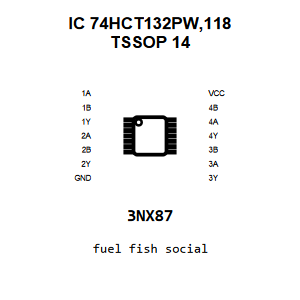 IC 74HCT132PW,118
TSSOP 14
1A VCC
1B 4B
1Y 4A
2A 4Y
2B 3B
2Y 3A
GND 3Y
3NX87
fuel fish social